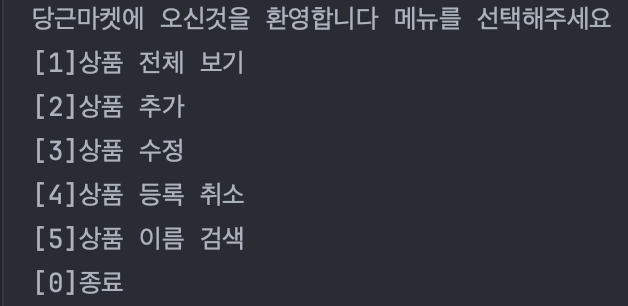 당근마켓에 오신것을 환영합니다 메뉴를 선택해주세요
[1]상품 전체 보기
[2]상품 추가
[3]상품 수정
[4]상품 등록 취소
[5]상품 이름 검색
[0]종료